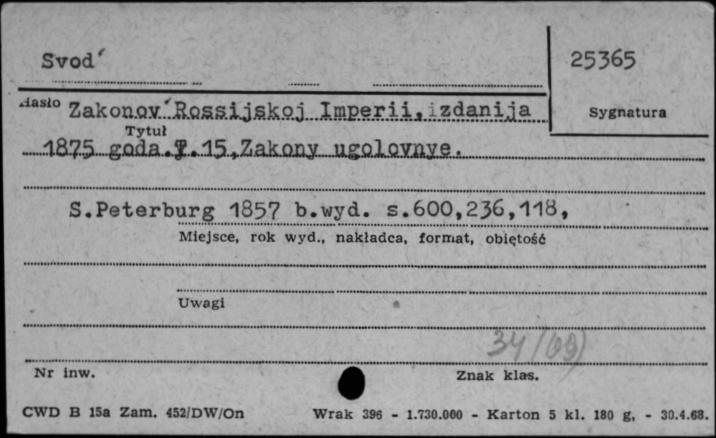 Svod´
25365
Hasło Zakonov´Rossijskoj Imperii, izdanija
Sygnatura
Tytuł
1875 goda.T.15,Zakony ugolovnye.
S.Peterburg 1857 b.wyd. s.600,236,118,
Miejsce, rok wyd., nakładca, format, objętość
Uwagi
34/(09)
Nr inw.
Znak klas.
CWD B 15a Zam. 452/DW/On
Wrak 396 - 1.730.000 - Karton 5 kl. 180 g, - 30.4.68.